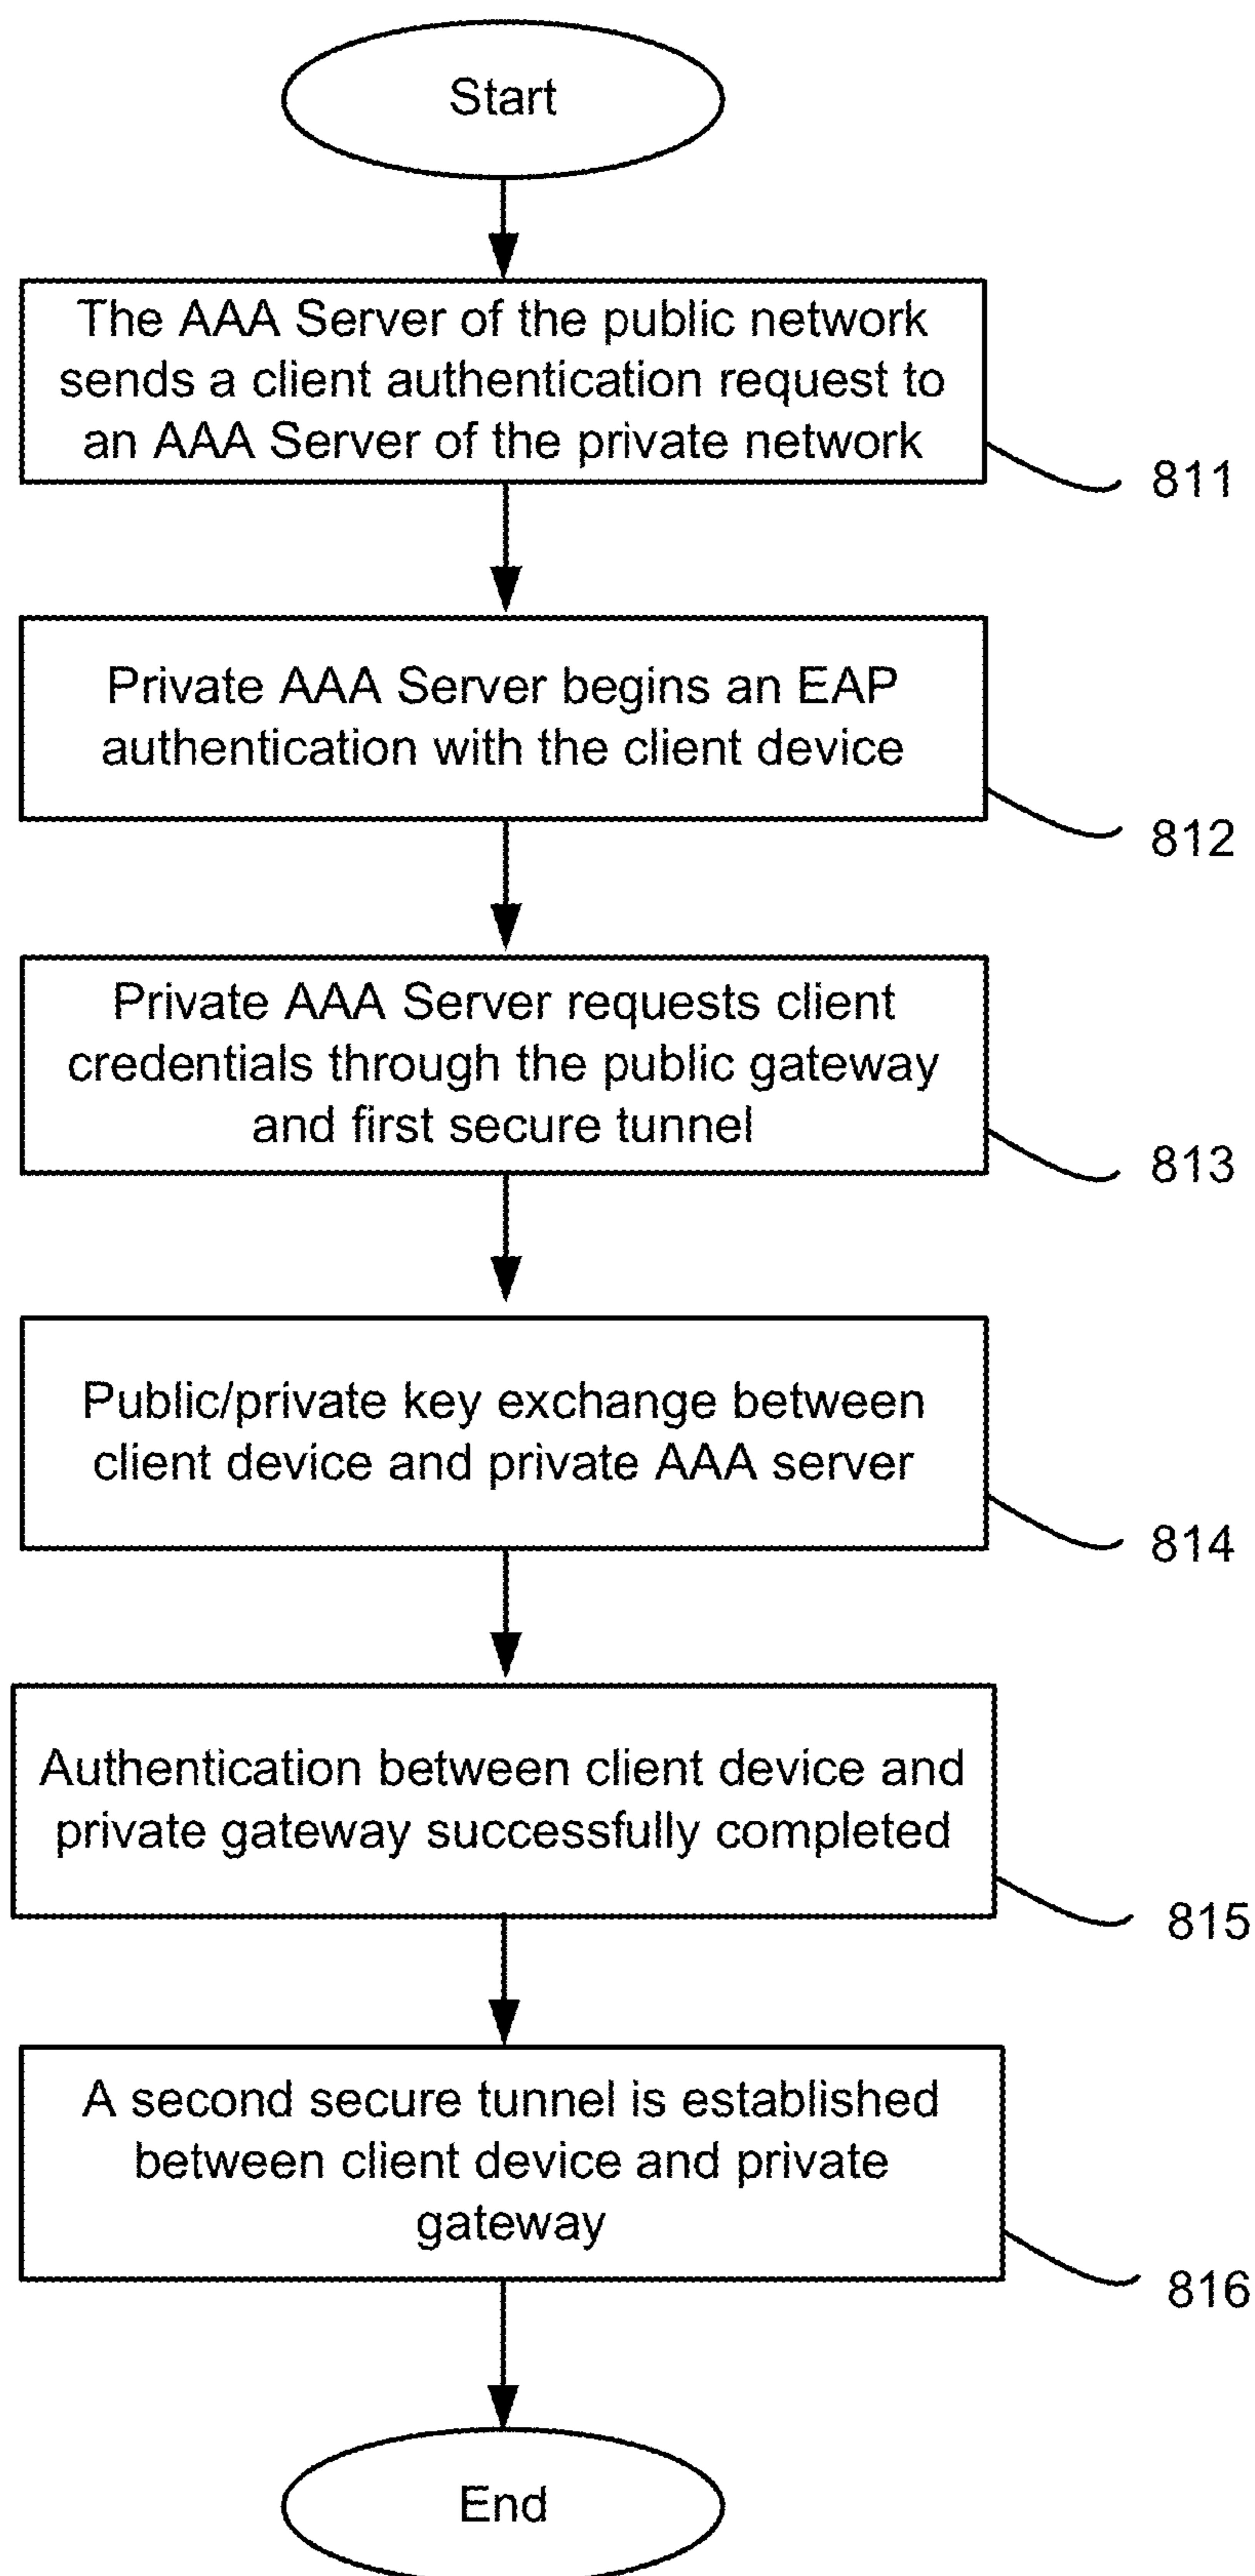 Start
The AAA Server of the public network
sends a client authentication request to
an AAA Server of the private network
811
Private AAA Server begins an EAP
authentication with the client device
812
Private AAA Server requests client
credentials through the public gateway
and first secure tunnel
813
Public/private key exchange between
client device and private AAA server
814
Authentication between client device and
private gateway successfully completed
815
A second secure tunnel is established
between client device and private
gateway
816
End